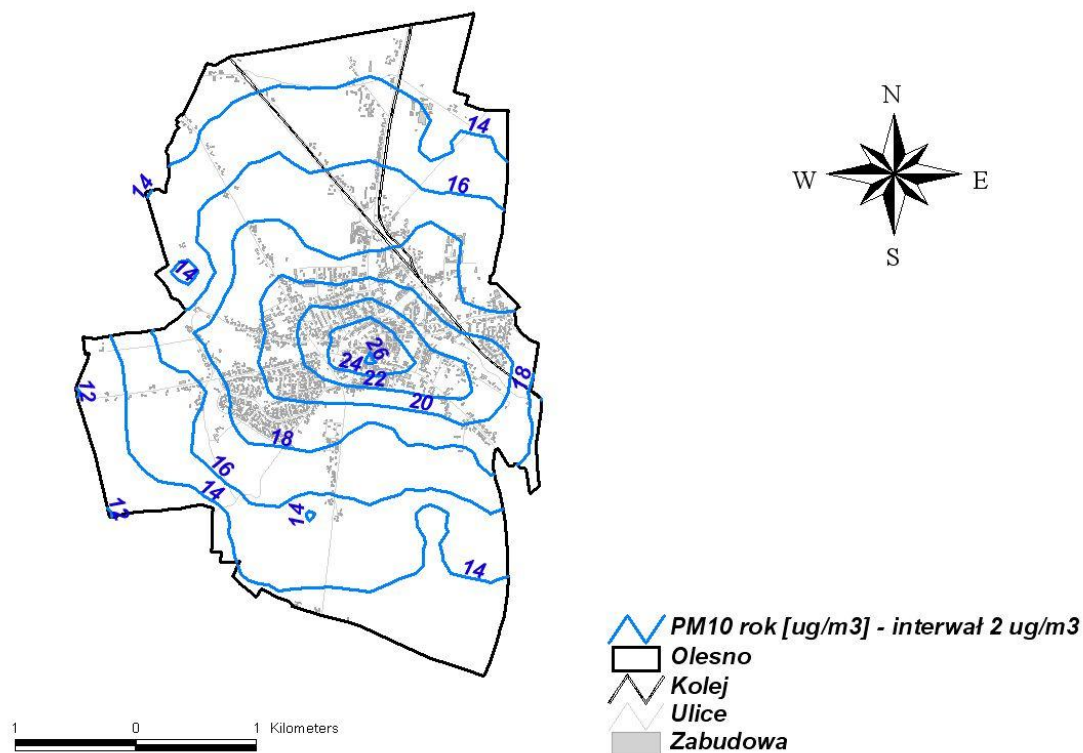 N
W E
S
14
16
14
14
18
26
24
22
20
12
18
16
14
12
14
14
PM10 rok [ug/m3] - interwał 2 ug/m3
Olesno
Kolej
Ulice
Zabudowa
1 0 1 Kilometers